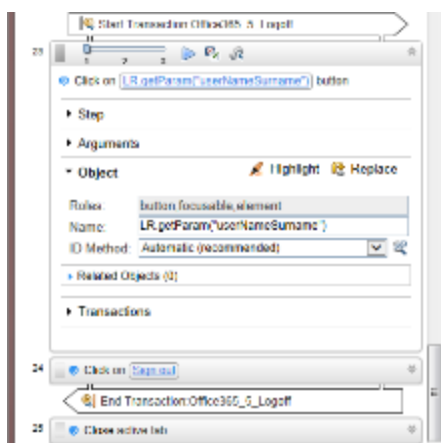 Start Transaction:Office365_5_Logoff
23
1 2 3
Click on LR.getParam("userNameSurname") button
Step
Arguments
Object Highlight Replace
Roles: button,focusable,element
Name: LR.getParam("userNameSurname")
ID Method: Automatic (recommended)
Related Objects (0)
Transactions
24 Click on Sign out
End Transaction:Office365_5_Logoff
25 Close active tab